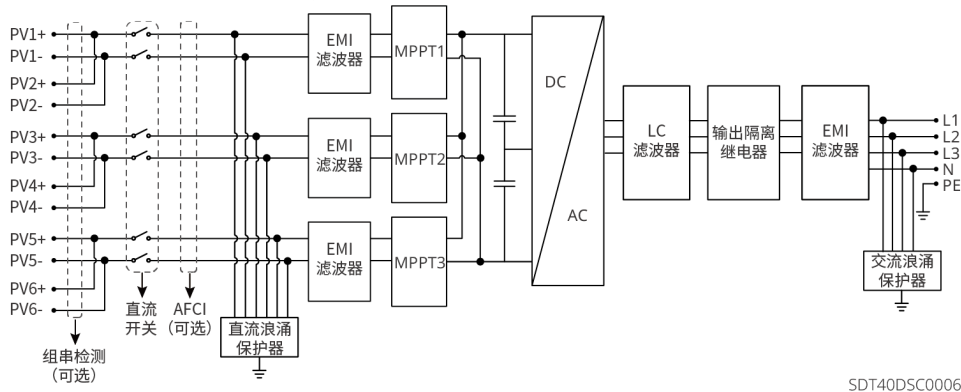 PV1+
PV1-
PV2+
PV2-
PV3+
PV3-
PV4+
PV4-
PV5+
PV5-
PV6+
PV6-
组串检测
(可选)
直流
开关
AFCI
(可选)
直流浪涌
保护器
EMI
滤波器
MPPT1
EMI
滤波器
MPPT2
EMI
滤波器
MPPT3
DC
AC
LC
滤波器
输出隔离
继电器
EMI
滤波器
L1
L2
L3
N
PE
交流浪涌
保护器
SDT40DSC0006